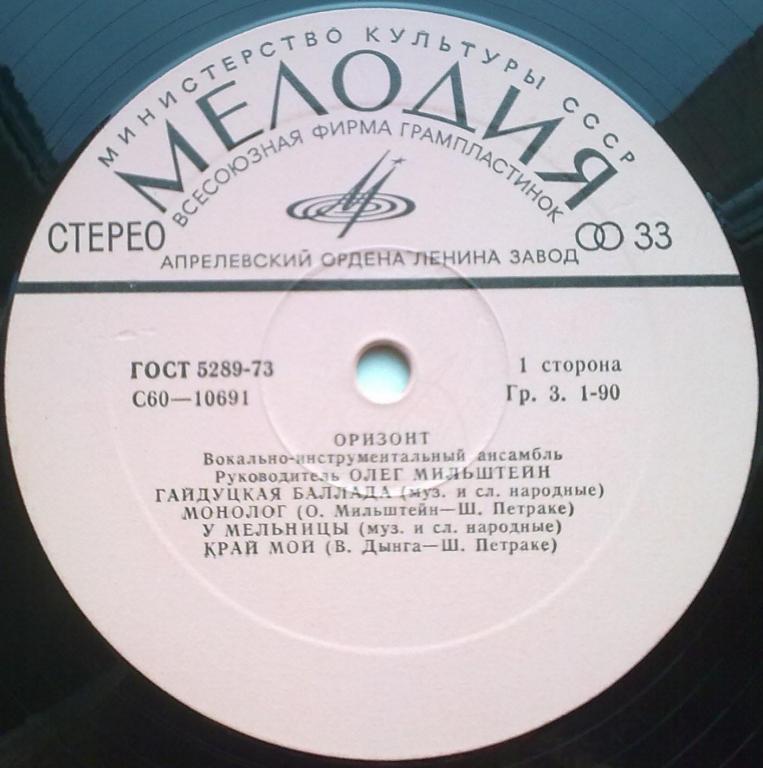 МИНИСТЕРСТВО КУЛЬТУРЫ СССР
МЕЛОДИЯ
ВСЕСОЮЗНАЯ ФИРМА ГРАМПЛАСТИНОК
СТЕРЕО
33
АПРЕЛЕВСКИЙ ОРДЕНА ЛЕНИНА ЗАВОД
ГОСТ 5289-73
1 сторона
С60—10691
Гр. 3. 1-90
ОРИЗОНТ
Вокально-инструментальный ансамбль
Руководитель ОЛЕГ МИЛЬШТЕЙН
ГАЙДУЦКАЯ БАЛЛАДА (муз. и сл. народные)
МОНОЛОГ (О. Мильштейн—Ш. Петраке)
У МЕЛЬНИЦЫ (муз. и сл. народные)
КРАЙ МОЙ (В. Дынга—Ш. Петраке)